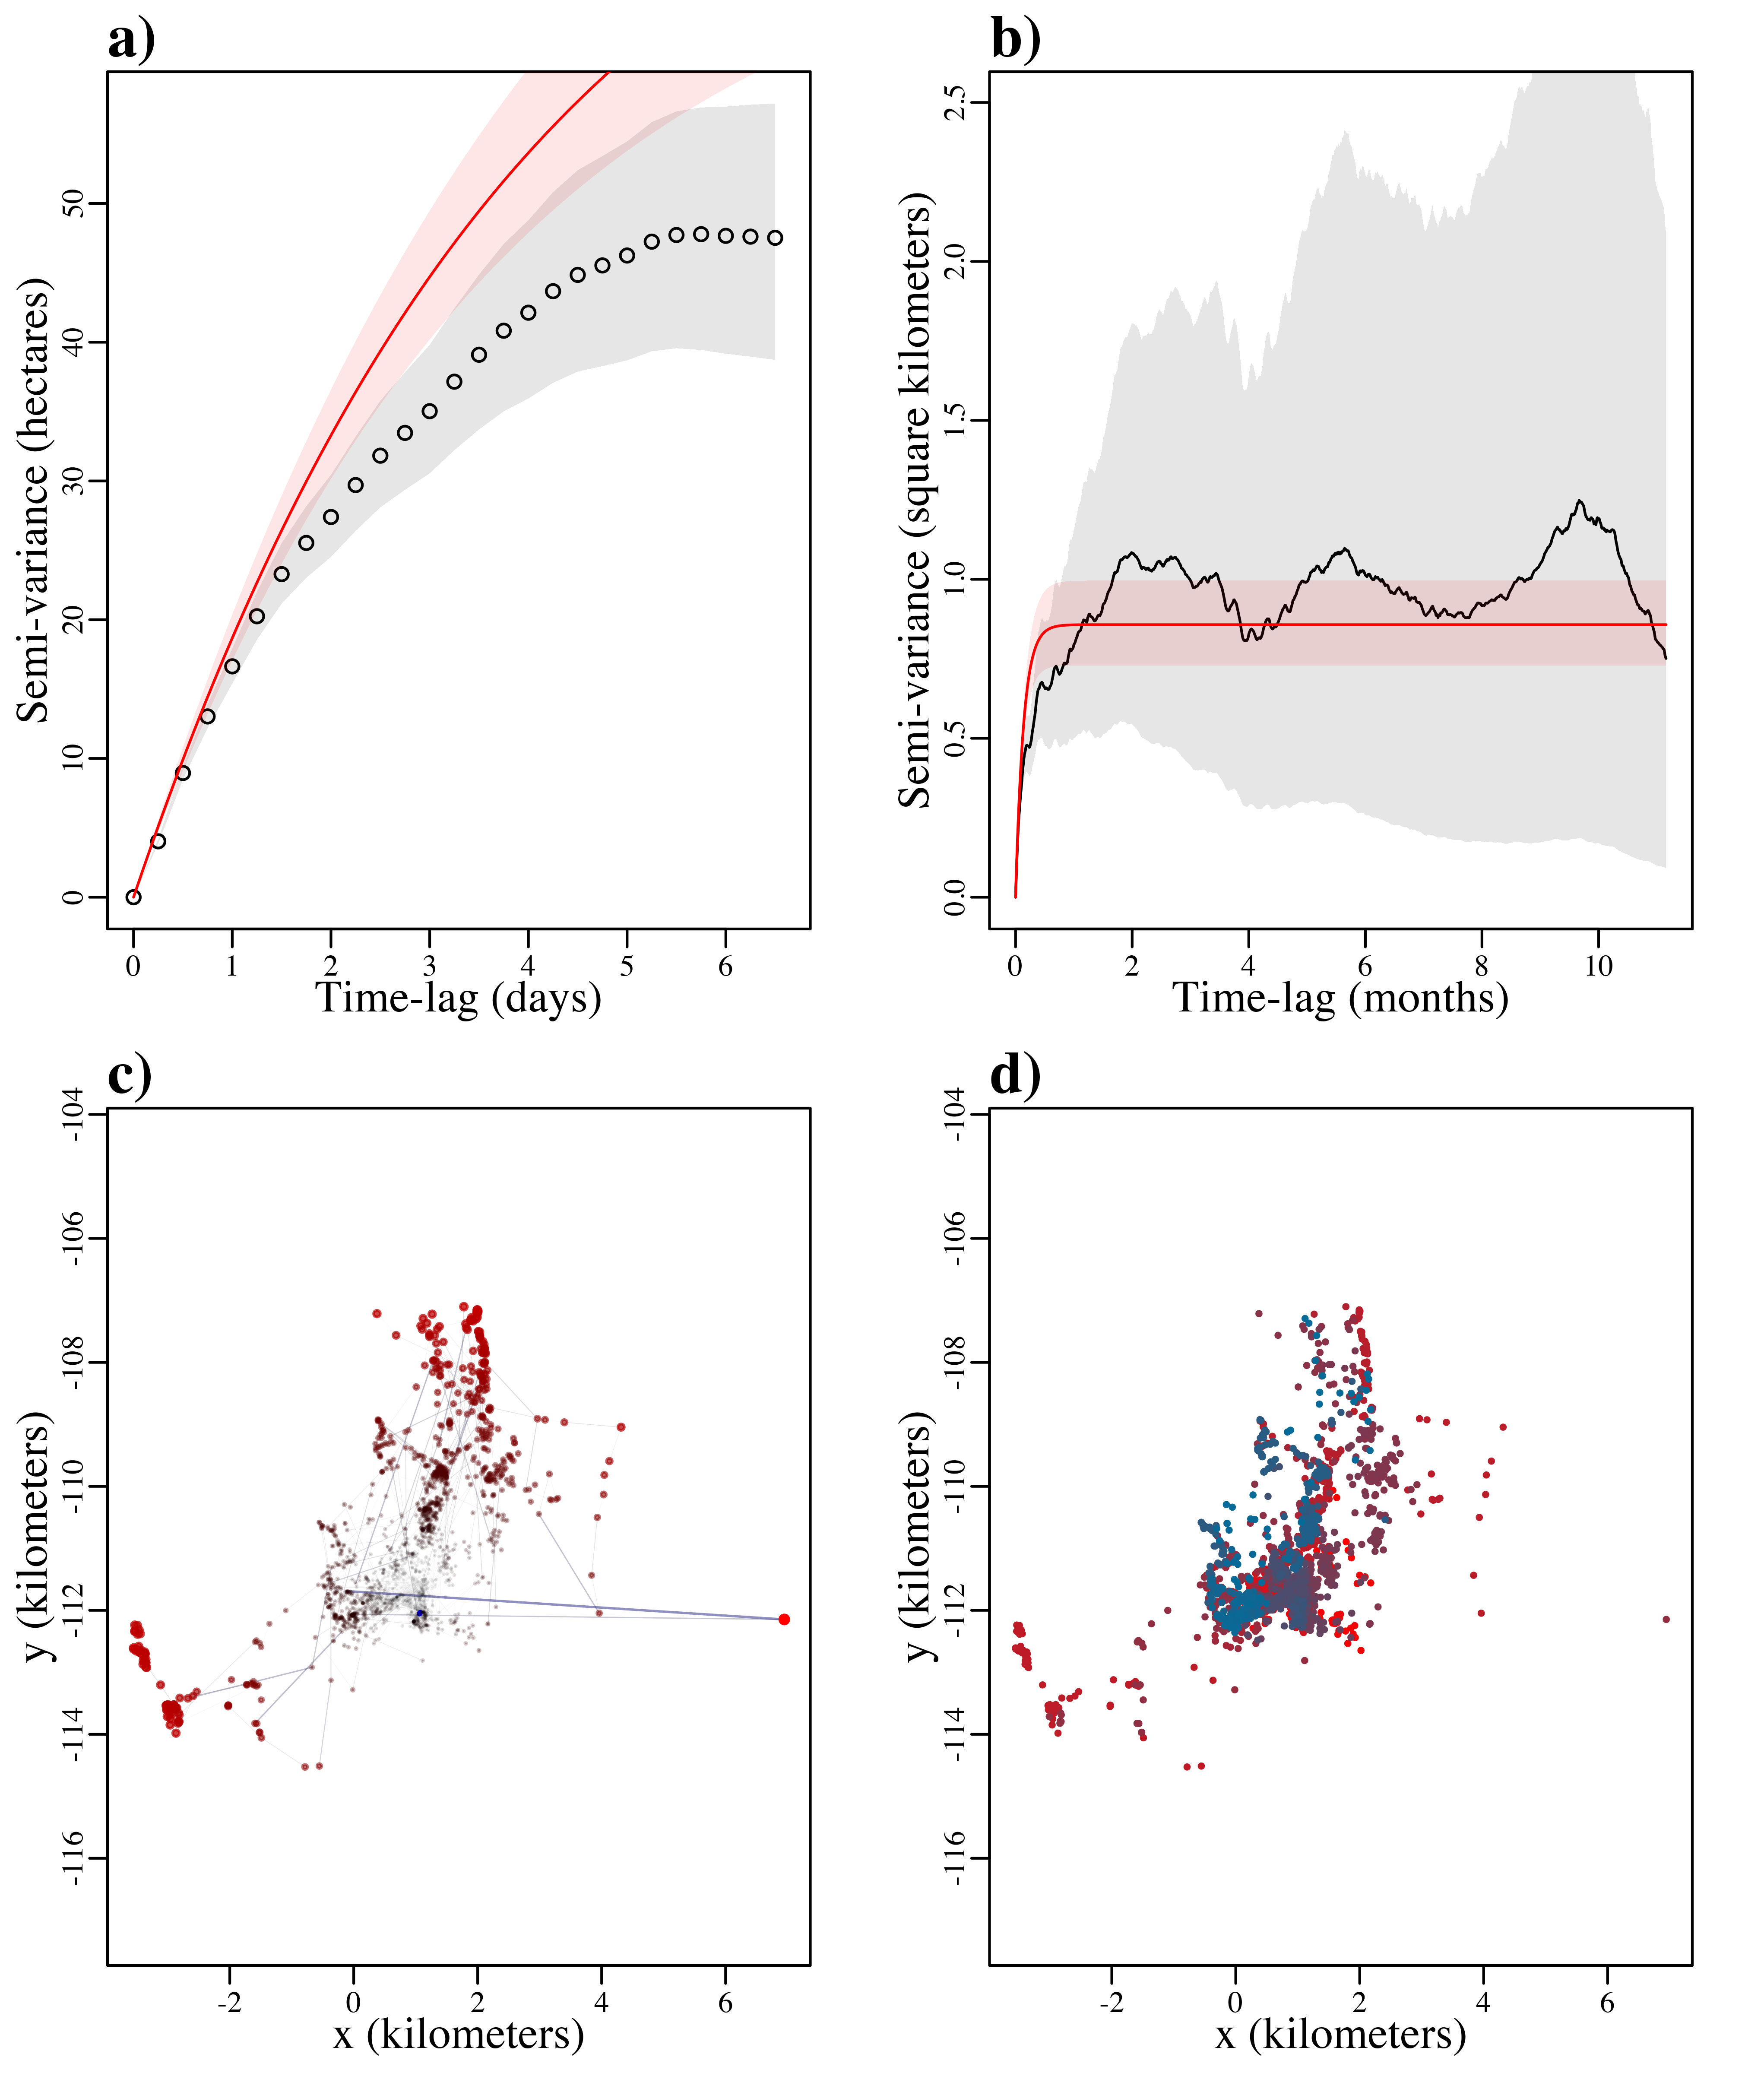 a)
Semi-variance (hectares)
50
40
30
20
10
0
0 1 2 3 4 5 6
Time-lag (days)
b)
Semi-variance (square kilometers)
2.5
2.0
1.5
1.0
0.5
0.0
0 2 4 6 8 10
Time-lag (months)
c)
y (kilometers)
-104
-106
-108
-110
-112
-114
-116
-2 0 2 4 6
x (kilometers)
d)
y (kilometers)
-104
-106
-108
-110
-112
-114
-116
-2 0 2 4 6
x (kilometers)